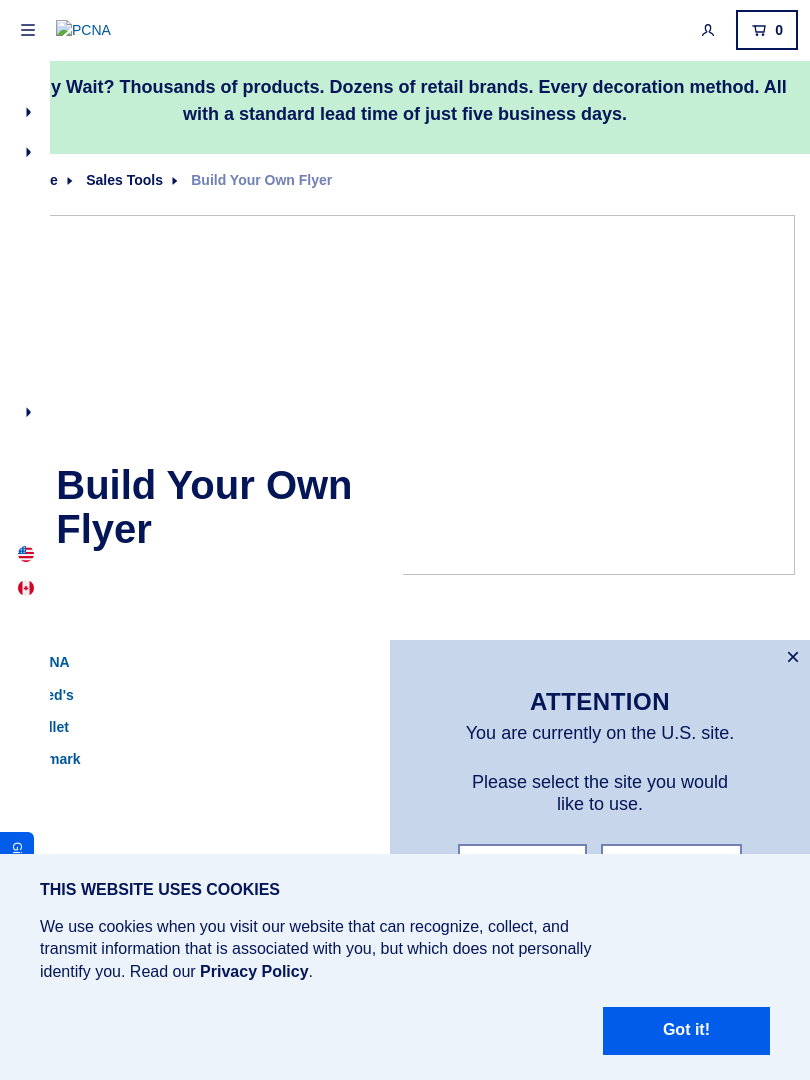 PCNA
0
y Wait? Thousands of products. Dozens of retail brands. Every decoration method. All
with a standard lead time of just five business days.
e Sales Tools Build Your Own Flyer
Build Your Own
Flyer
NA
ed's
llet
mark
ATTENTION
You are currently on the U.S. site.
Please select the site you would
like to use.
THIS WEBSITE USES COOKIES
We use cookies when you visit our website that can recognize, collect, and
transmit information that is associated with you, but which does not personally
identify you. Read our Privacy Policy.
Got it!